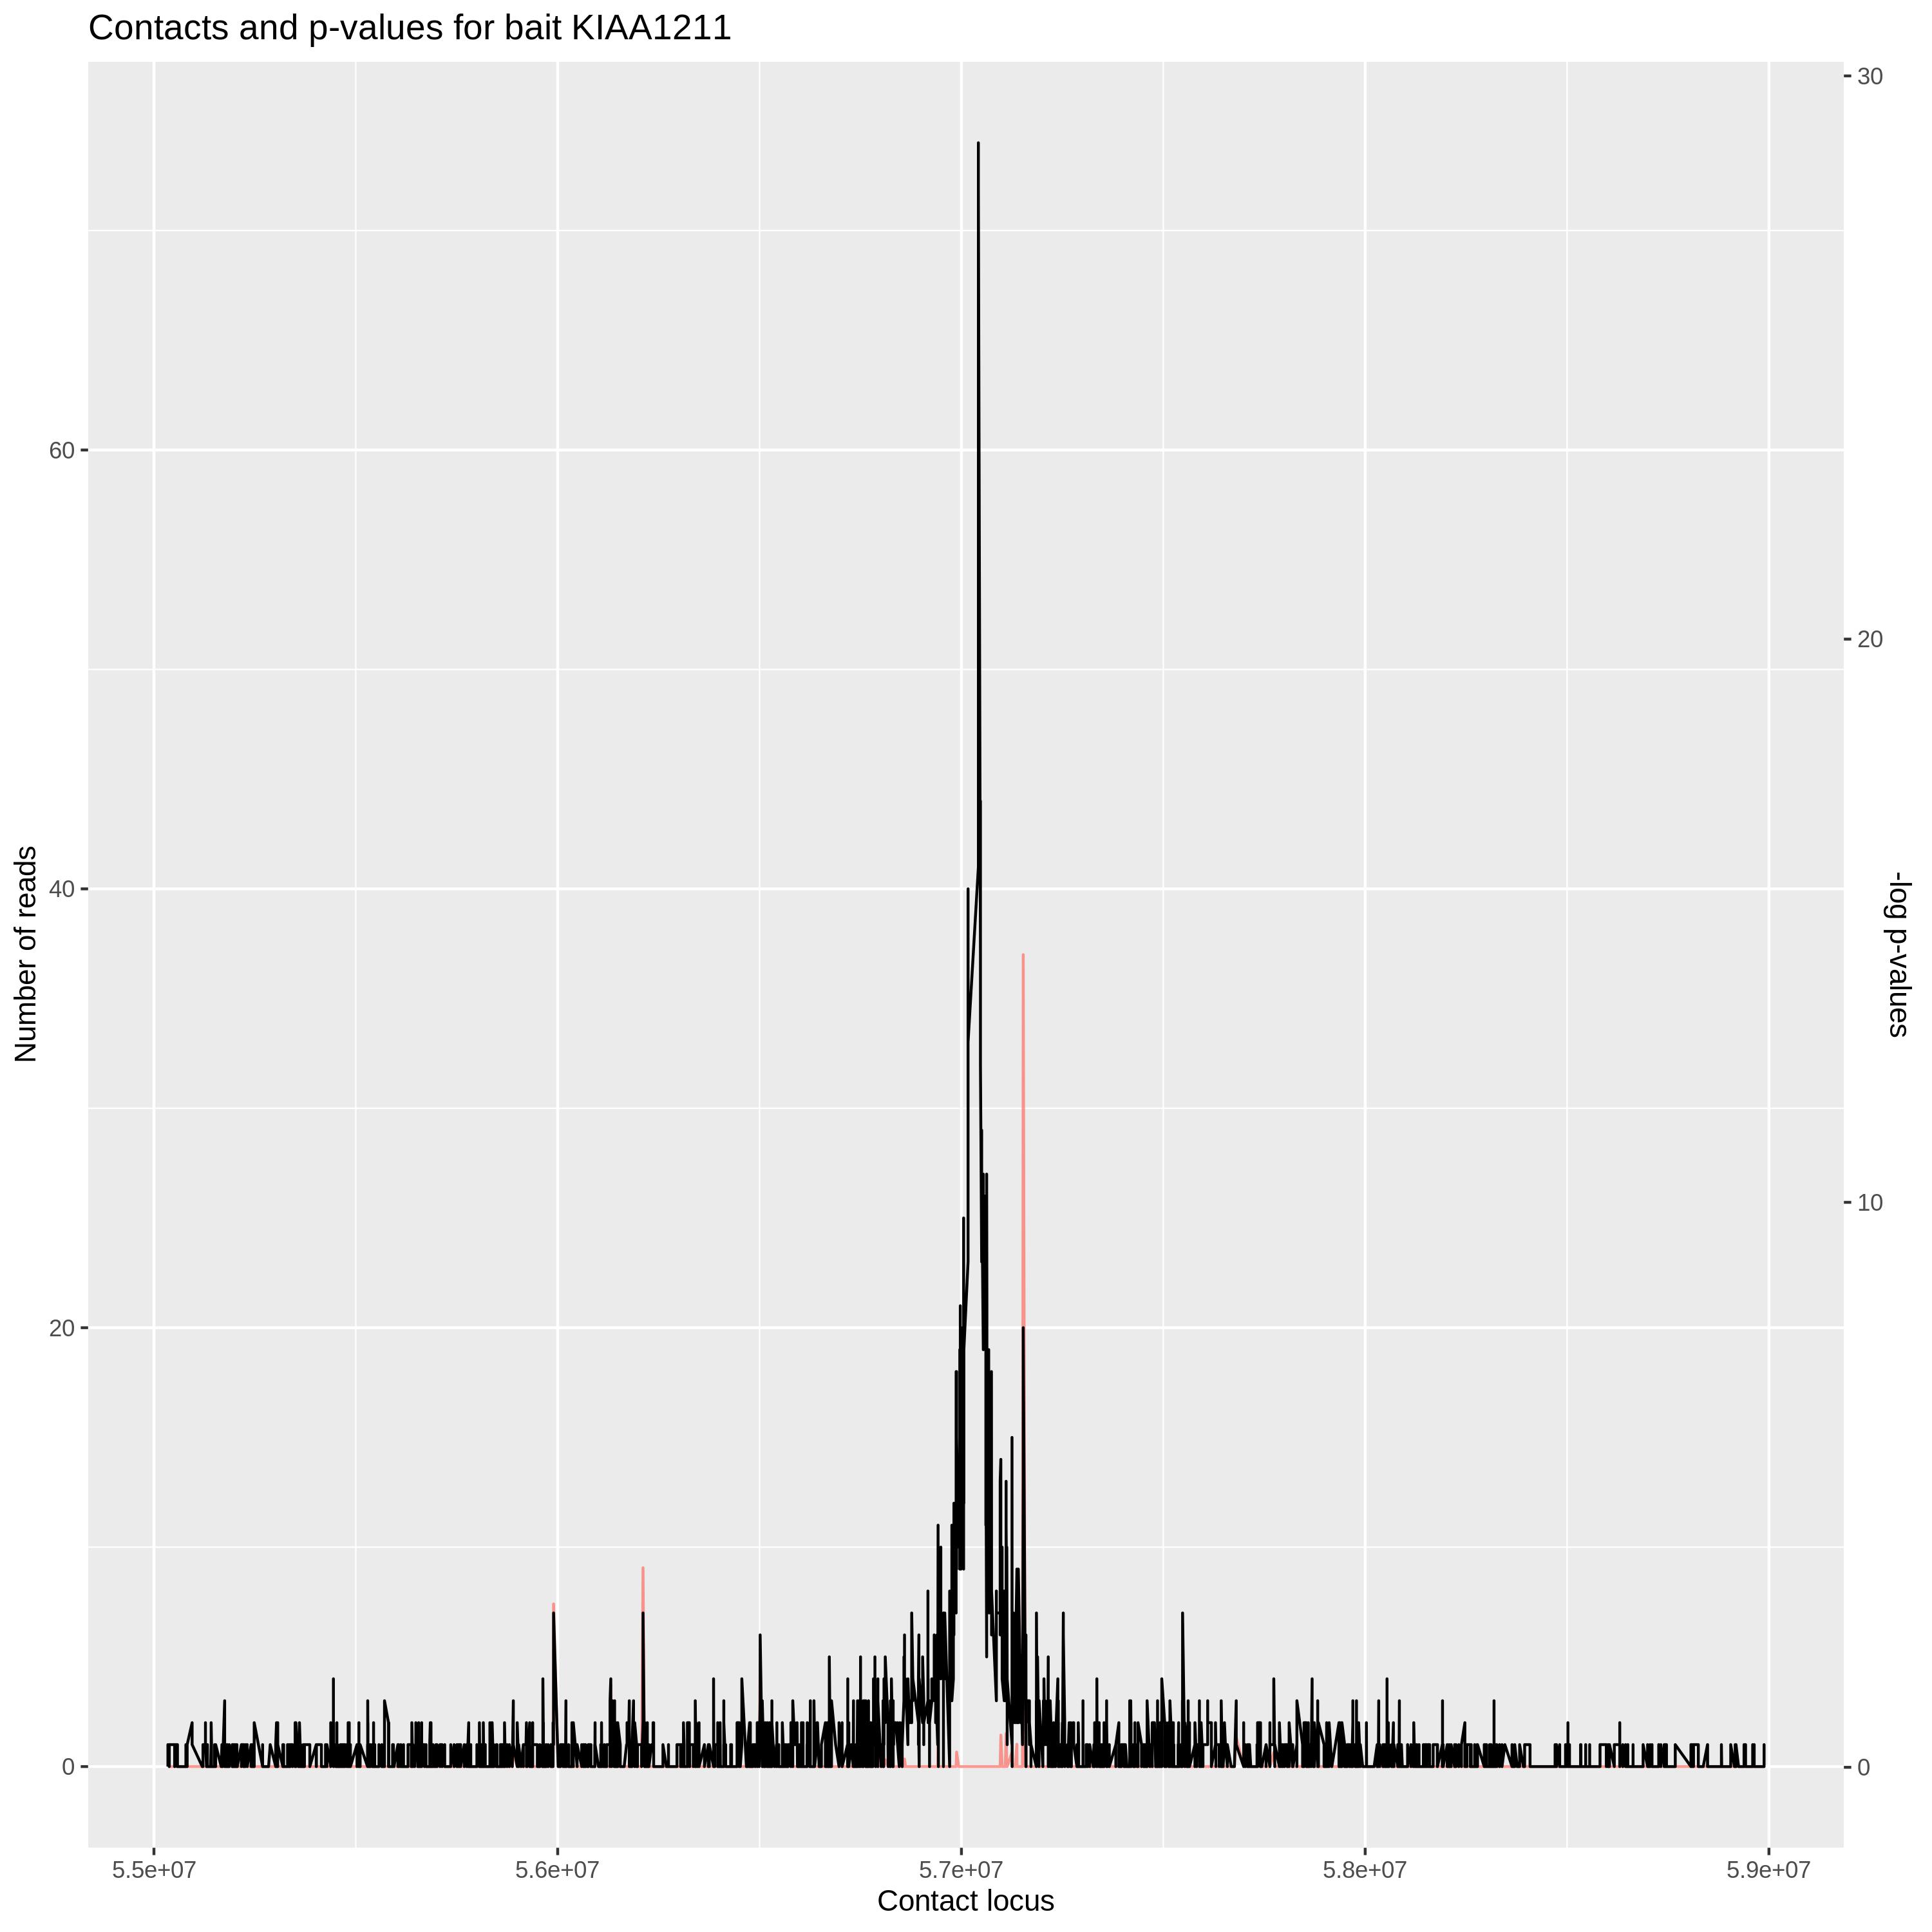 Contacts and p-values for bait KIAA1211
30
60
20
40
10
20
0
0
Number of reads
-log p-values
5.5e+07 5.6e+07 5.7e+07 5.8e+07 5.9e+07
Contact locus